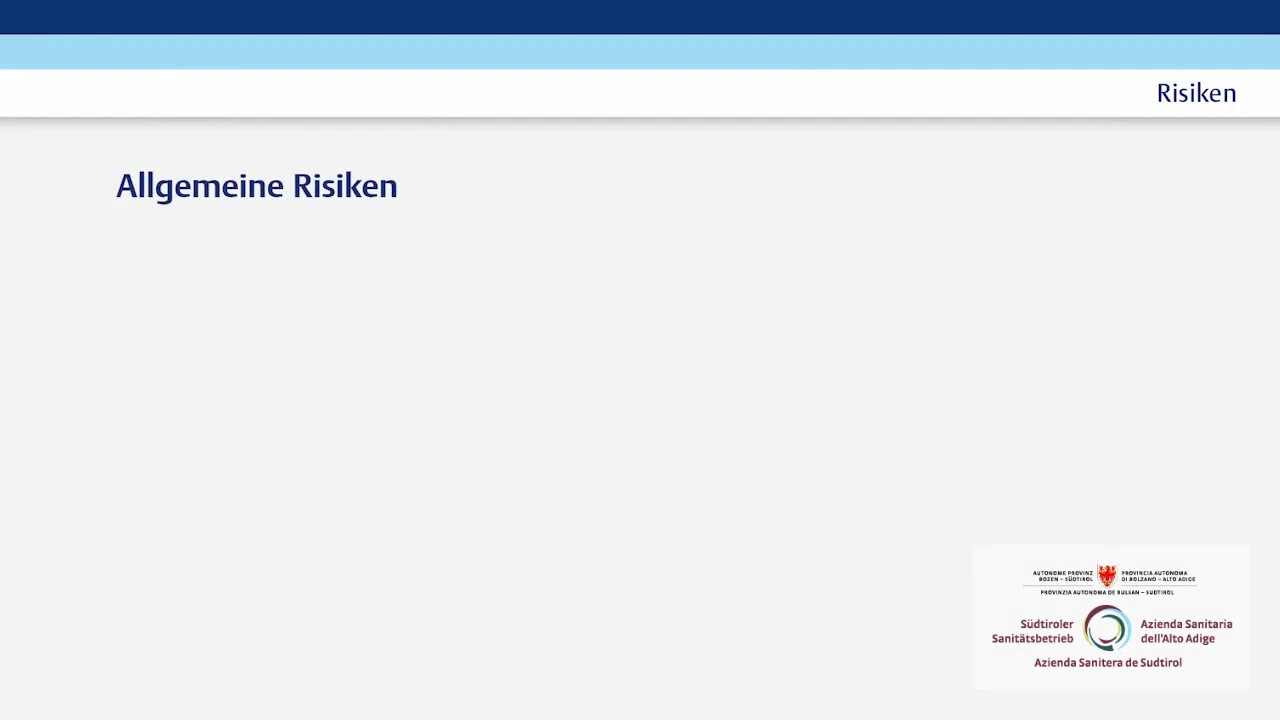 Risiken
Allgemeine Risiken
AUTONOME PROVINZ
BOZEN – SÜDTIROL
PROVINCIA AUTONOMA
DI BOLZANO – ALTO ADIGE
PROVINZIA AUTONOMA DE BULSAN – SÜDTIROL
Südtiroler
Sanitätsbetrieb
Azienda Sanitaria
dell'Alto Adige
Azienda Sanitera de Sudtirol